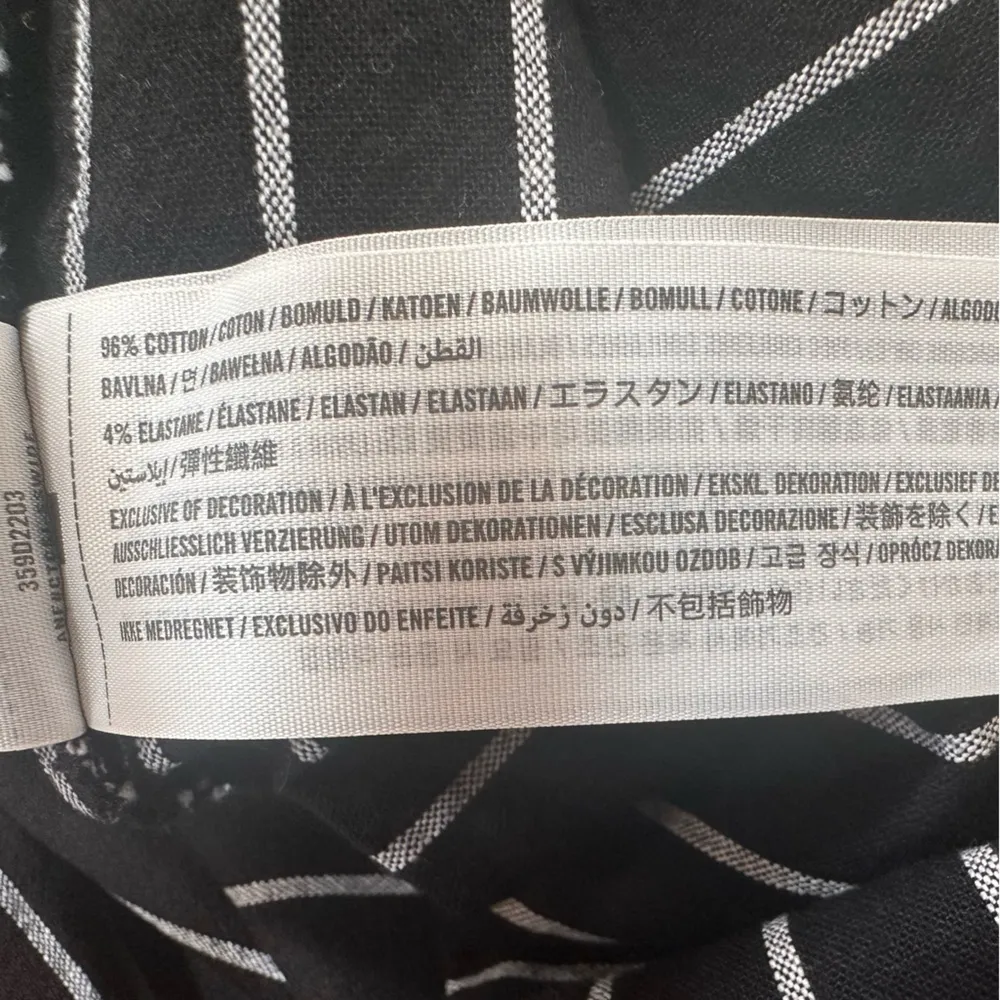 96% COTTON / COTON / BOMULD / KATOEN / BAUMWOLLE / BOMULL / COTONE / コットン / ALGOD
BAVLNA / 면 / BAWEŁNA / ALGODÃO / القطن
4% ELASTANE / ÉLASTANE / ELASTAN / ELASTAAN / エラスタン / ELASTANO / 氨纶 / ELASTAANIA /
إيلاستين / 彈性纖維
EXCLUSIVE OF DECORATION / À L'EXCLUSION DE LA DÉCORATION / EKSKL. DEKORATION / EXCLUSIEF DE
AUSSCHLIESSLICH VERZIERUNG / UTOM DEKORATIONEN / ESCLUSA DECORAZIONE / 装飾を除く / E
DECORACIÓN / 装饰物除外 / PAITSI KORISTE / S VÝJIMKOU OZDOB / 고급 장식 / OPRÓCZ DEKORA
IKKE MEDREGNET / EXCLUSIVO DO ENFEITE / دون زخرفة / 不包括飾物
359D2203